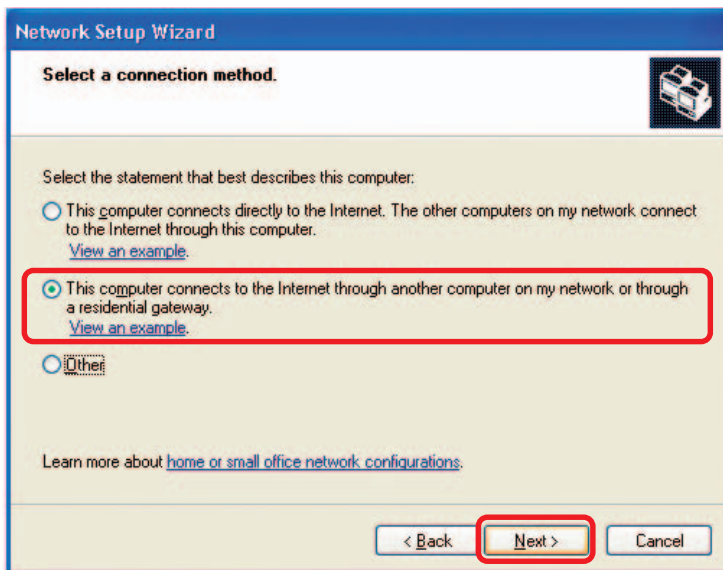 Network Setup Wizard
Select a connection method.
Select the statement that best describes this computer:
This computer connects directly to the Internet. The other computers on my network connect
to the Internet through this computer.
View an example.
This computer connects to the Internet through another computer on my network or through
a residential gateway.
View an example.
Other
Learn more about home or small office network configurations.
< Back Next > Cancel